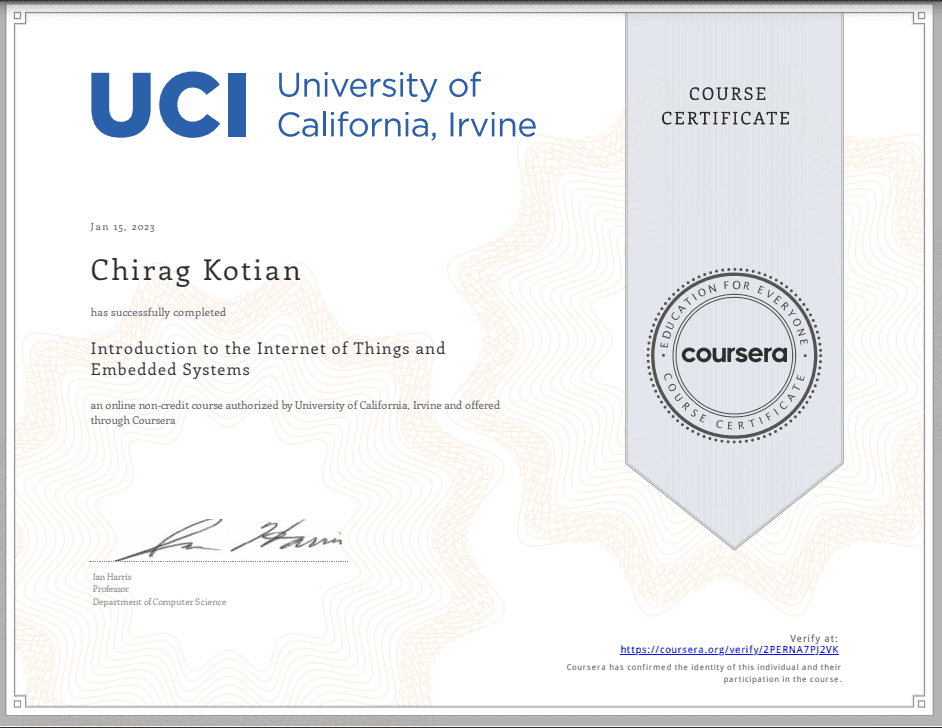 UCI University of
California, Irvine
COURSE
CERTIFICATE
Jan 15, 2023
Chirag Kotian
has successfully completed
Introduction to the Internet of Things and
Embedded Systems
an online non-credit course authorized by University of California, Irvine and offered
through Coursera
EDUCATION FOR EVERYONE
coursera
COURSE CERTIFICATE
Ian Harris
Ian Harris
Professor
Department of Computer Science
Verify at:
https://coursera.org/verify/2PERNA7PJ2VK
Coursera has confirmed the identity of this individual and their
participation in the course.